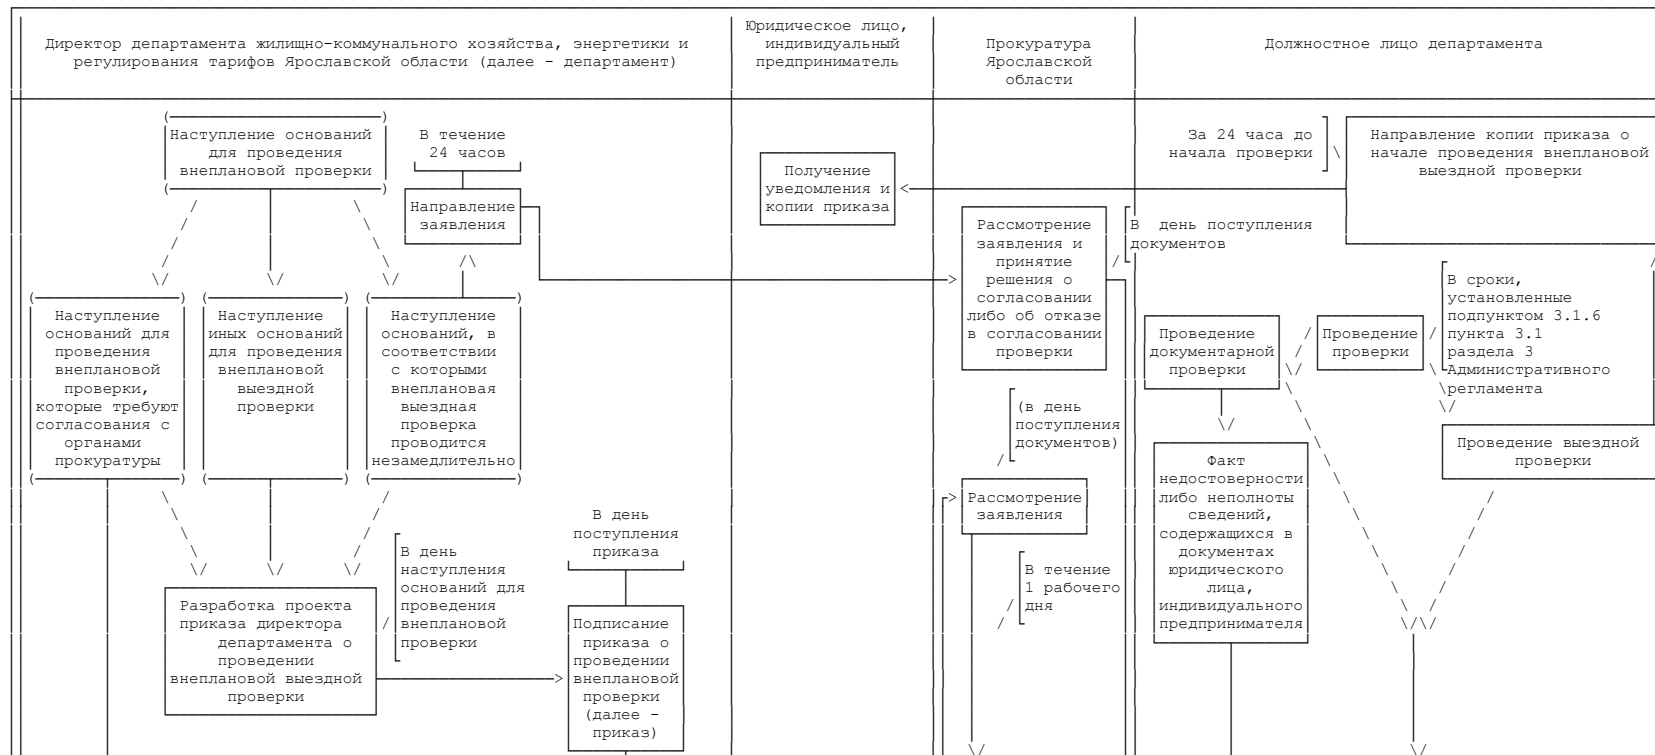 Директор департамента жилищно-коммунального хозяйства, энергетики и
регулирования тарифов Ярославской области (далее - департамент)
Юридическое лицо,
индивидуальный
предприниматель
Прокуратура
Ярославской
области
Должностное лицо департамента
Наступление оснований
для проведения
внеплановой проверки
В течение
24 часов
Направление
заявления
Получение
уведомления и
копии приказа
За 24 часа до
начала проверки
Направление копии приказа о
начале проведения внеплановой
выездной проверки
Рассмотрение
заявления и
принятие
решения о
согласовании
либо об отказе
в согласовании
проверки
В день поступления
документов
Наступление
оснований для
проведения
внеплановой
проверки,
которые требуют
согласования с
органами
прокуратуры
Наступление
иных оснований
для проведения
внеплановой
выездной
проверки
Наступление
оснований, в
соответствии
с которыми
внеплановая
выездная
проверка
проводится
незамедлительно
Проведение
документарной
проверки
Проведение
проверки
В сроки,
установленные
подпунктом 3.1.6
пункта 3.1
раздела 3
Административного
регламента
(в день
поступления
документов)
Проведение выездной
проверки
Рассмотрение
заявления
Факт
недостоверности
либо неполноты
сведений,
содержащихся в
документах
юридического
лица,
индивидуального
предпринимателя
В течение
1 рабочего
дня
Разработка проекта
приказа директора
департамента о
проведении
внеплановой выездной
проверки
В день
наступления
оснований для
проведения
внеплановой
проверки
В день
поступления
приказа
Подписание
приказа о
проведении
внеплановой
проверки
(далее -
приказ)